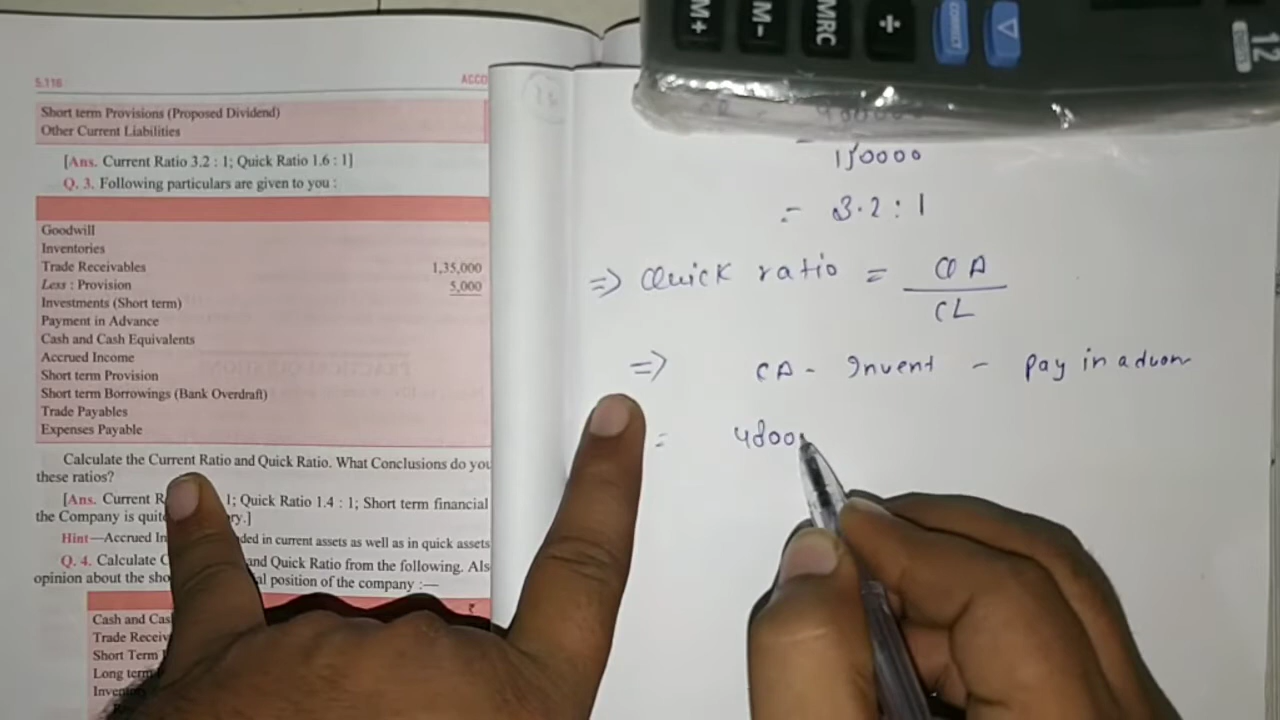 5.116 ACCO
Short term Provisions (Proposed Dividend)
Other Current Liabilities
[Ans. Current Ratio 3.2 : 1; Quick Ratio 1.6 : 1]
Q. 3. Following particulars are given to you :
Goodwill
Inventories
Trade Receivables 1,35,000
Less : Provision 5,000
Investments (Short term)
Payment in Advance
Cash and Cash Equivalents
Accrued Income
Short term Provision
Short term Borrowings (Bank Overdraft)
Trade Payables
Expenses Payable
Calculate the Current Ratio and Quick Ratio. What Conclusions do you
these ratios?
[Ans. Current R 1; Quick Ratio 1.4 : 1; Short term financial
the Company is quite ry.]
Hint—Accrued In ded in current assets as well as in quick assets
Q. 4. Calculate C and Quick Ratio from the following. Als
opinion about the sho al position of the company :—
₹
Cash and Cas
Trade Receiv
Short Term
Long term
Invento
M+
M-
MRC
÷
CORRECT
12
150000
= 3.2 : 1
=> Quick ratio = QA
CL
=> CA - Invent - pay in advan
= 4800